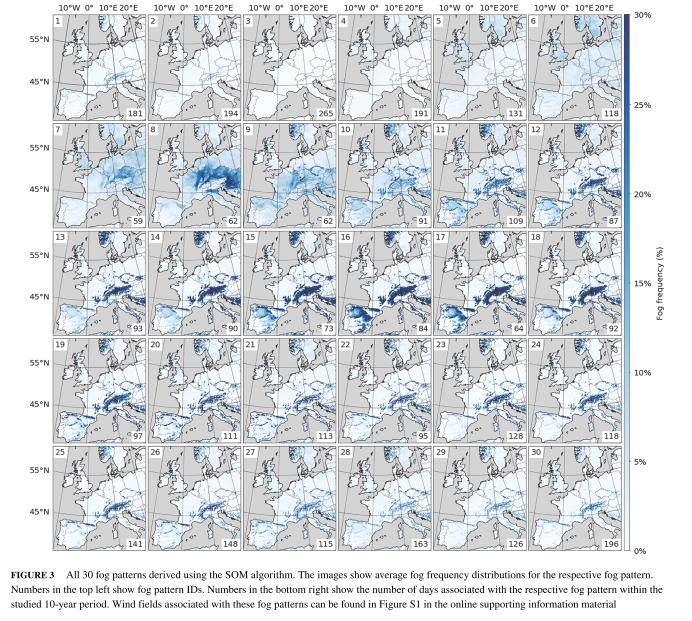 10°W 0° 10°E 20°E 10°W 0° 10°E 20°E 10°W 0° 10°E 20°E 10°W 0° 10°E 20°E 10°W 0° 10°E 20°E 10°W 0° 10°E 20°E
1 2 3 4 5 6
55°N
45°N
181 194 265 191 131 118
7 8 9 10 11 12
55°N
45°N
59 62 62 91 109 87
13 14 15 16 17 18
55°N
45°N
93 90 73 84 64 92
19 20 21 22 23 24
55°N
45°N
97 111 113 95 128 118
25 26 27 28 29 30
55°N
45°N
141 148 115 163 126 196
30%
25%
20%
15%
10%
5%
0%
Fog frequency (%)
FIGURE 3 All 30 fog patterns derived using the SOM algorithm. The images show average fog frequency distributions for the respective fog pattern.
Numbers in the top left show fog pattern IDs. Numbers in the bottom right show the number of days associated with the respective fog pattern within the
studied 10-year period. Wind fields associated with these fog patterns can be found in Figure S1 in the online supporting information material